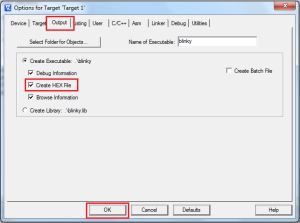 Options for Target 'Target 1'
Device Target Output Listing User C/C++ Asm Linker Debug Utilities
Select Folder for Objects... Name of Executable: blinky
Create Executable: .\blinky
Debug Information Create Batch File
Create HEX File
Browse Information
Create Library: .\blinky.lib
OK Cancel Defaults Help